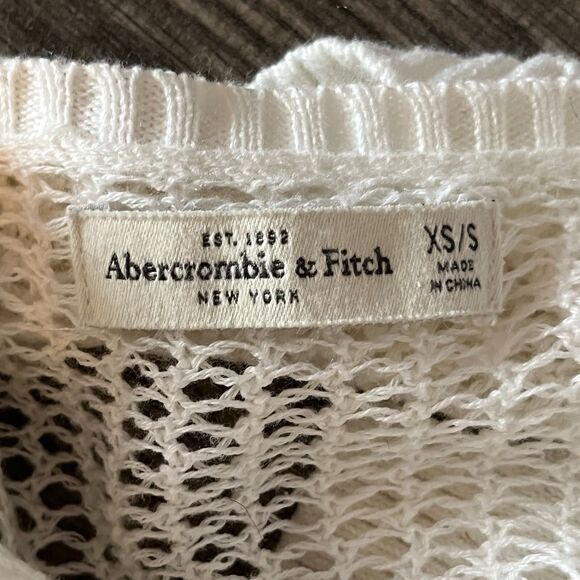 EST. 1892
Abercrombie & Fitch
NEW YORK
XS/S
MADE
IN CHINA